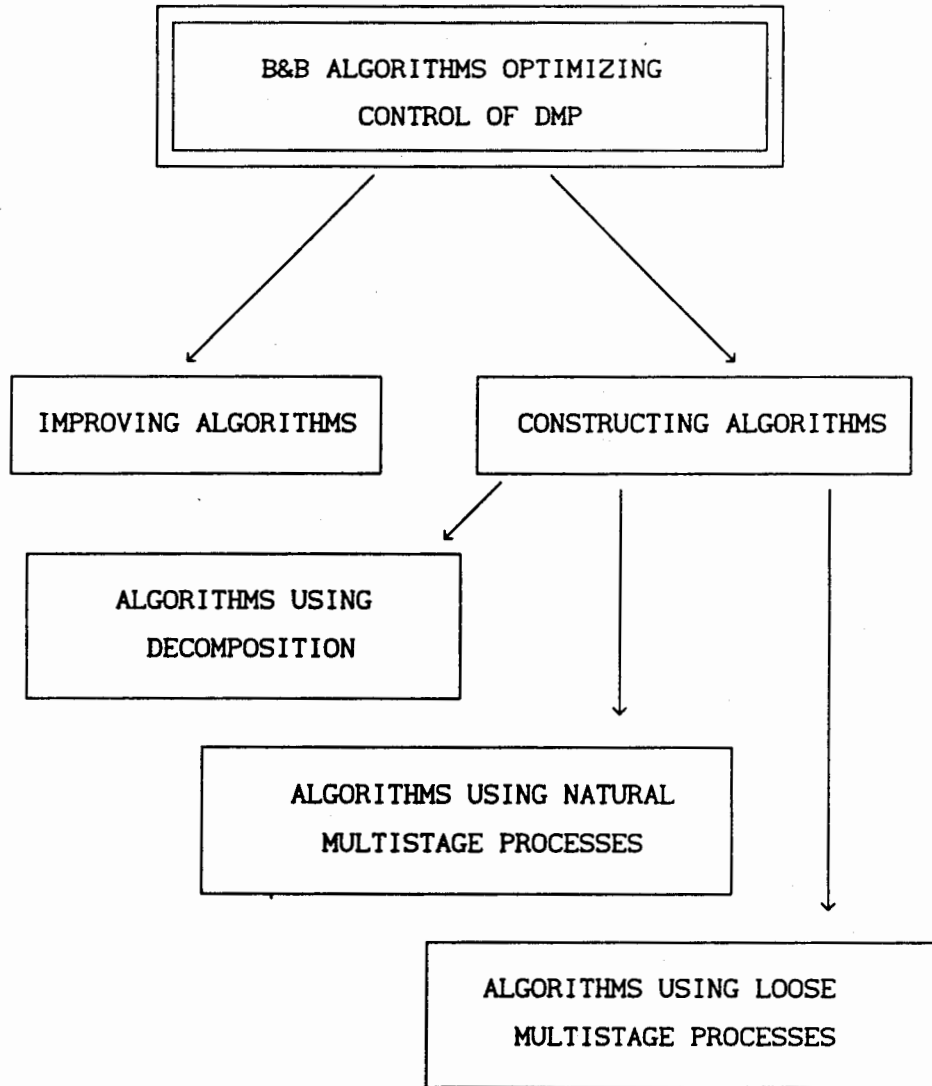 B&B ALGORITHMS OPTIMIZING
CONTROL OF DMP
IMPROVING ALGORITHMS
CONSTRUCTING ALGORITHMS
ALGORITHMS USING
DECOMPOSITION
ALGORITHMS USING NATURAL
MULTISTAGE PROCESSES
ALGORITHMS USING LOOSE
MULTISTAGE PROCESSES